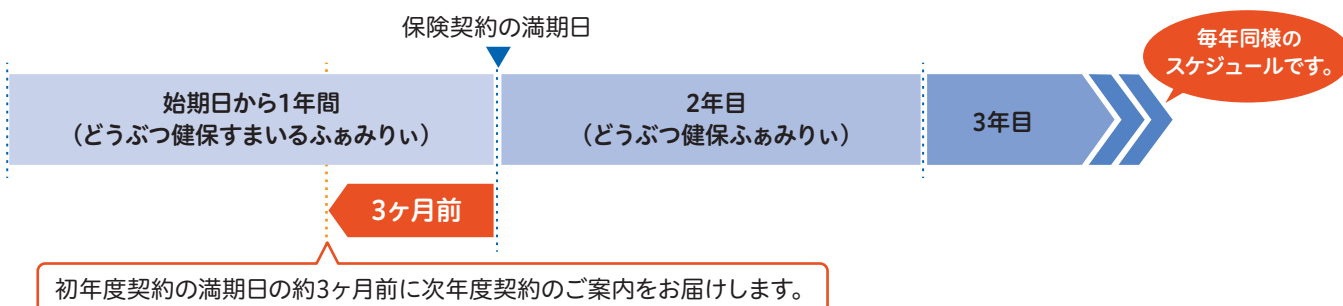 保険契約の満期日
毎年同様の
スケジュールです。
始期日から1年間
（どうぶつ健保すまいるふぁみりぃ）
2年目
（どうぶつ健保ふぁみりぃ）
3年目
3ヶ月前
初年度契約の満期日の約3ヶ月前に次年度契約のご案内をお届けします。